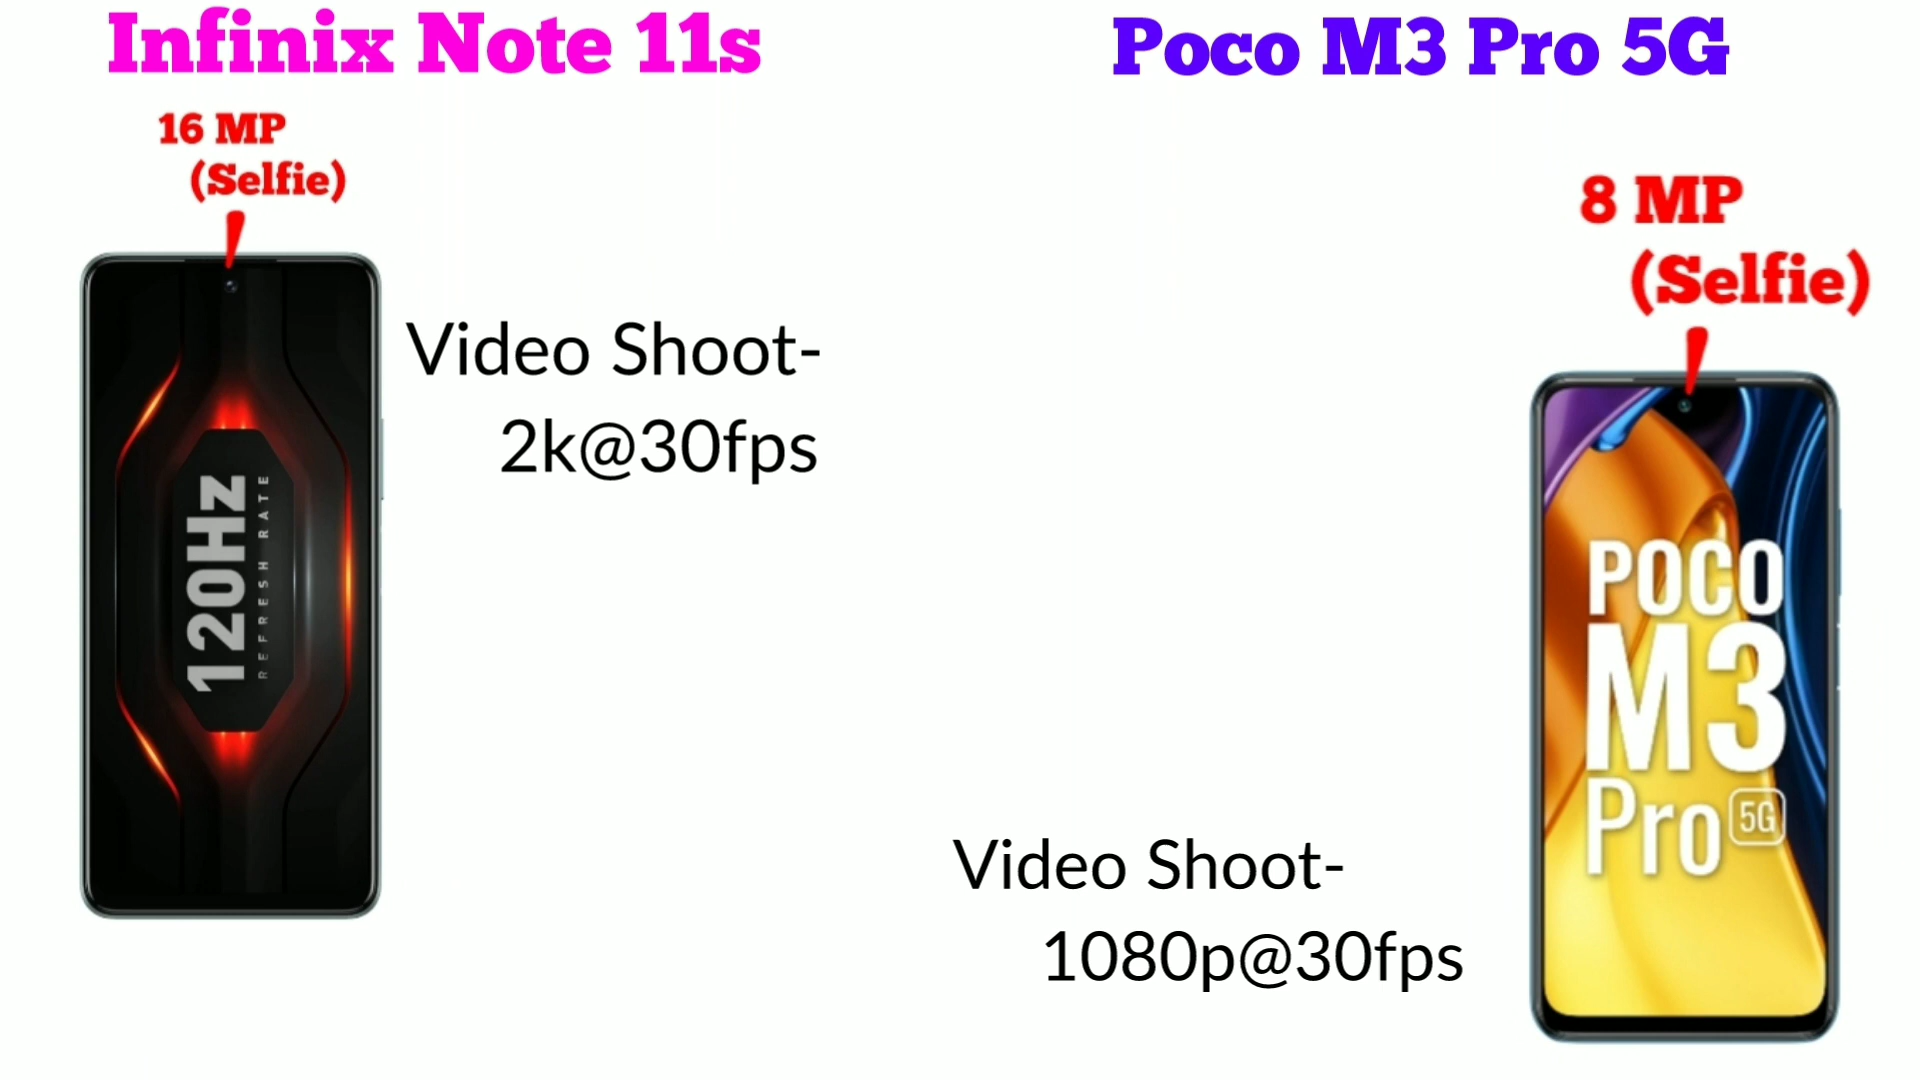 Infinix Note 11s
16 MP
(Selfie)
120Hz
REFRESH RATE
Video Shoot-
2k@30fps
Poco M3 Pro 5G
8 MP
(Selfie)
POCO
M3
Pro 5G
Video Shoot-
1080p@30fps